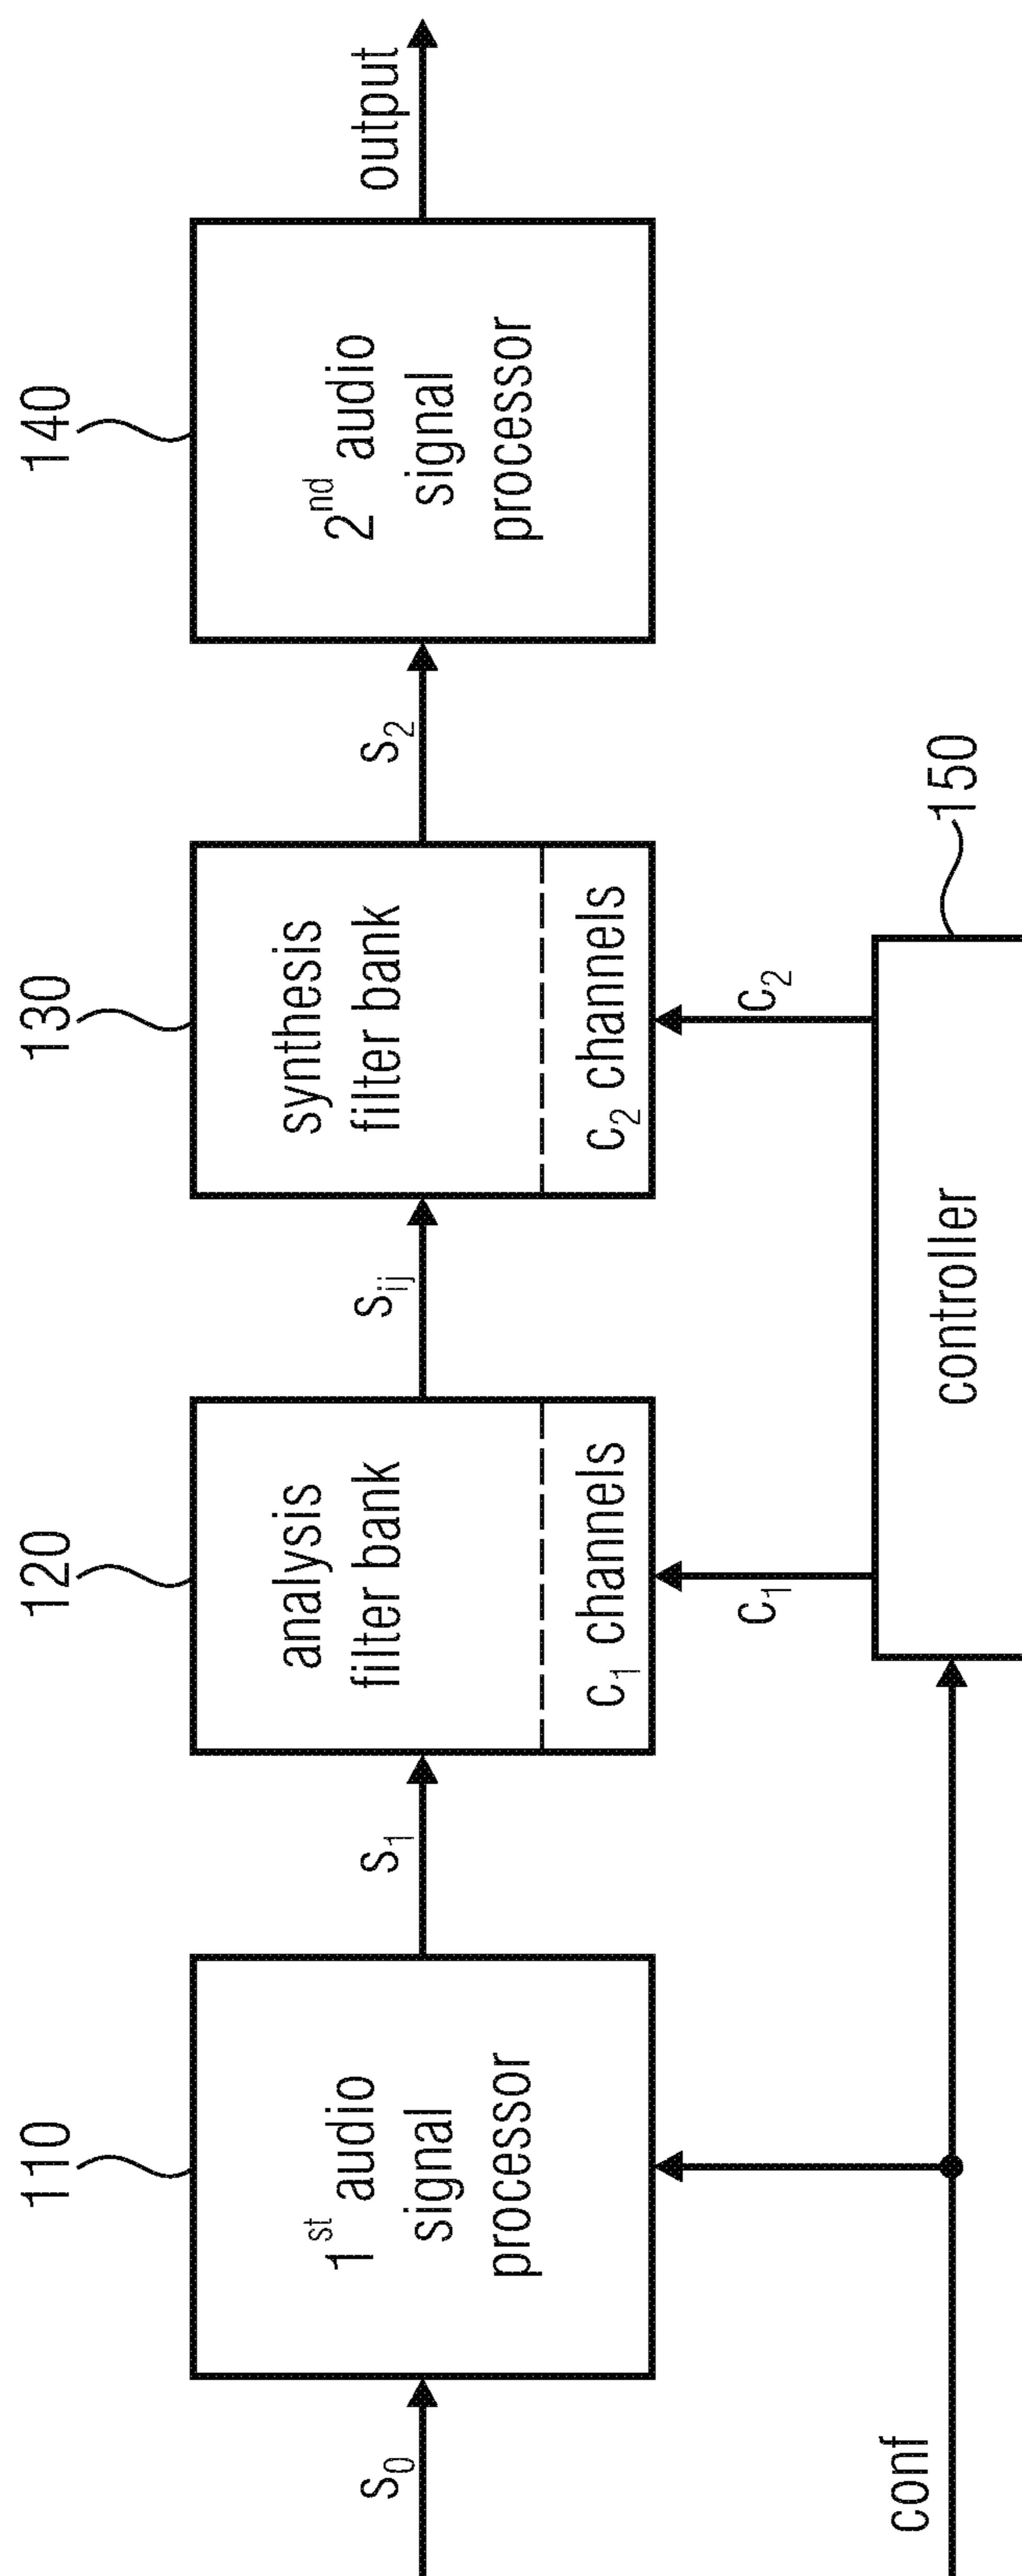 110
120
130
140
1st audio
signal
processor
analysis
filter bank
c1 channels
synthesis
filter bank
c2 channels
2nd audio
signal
processor
s0
s1
sij
s2
output
c1
c2
150
controller
conf